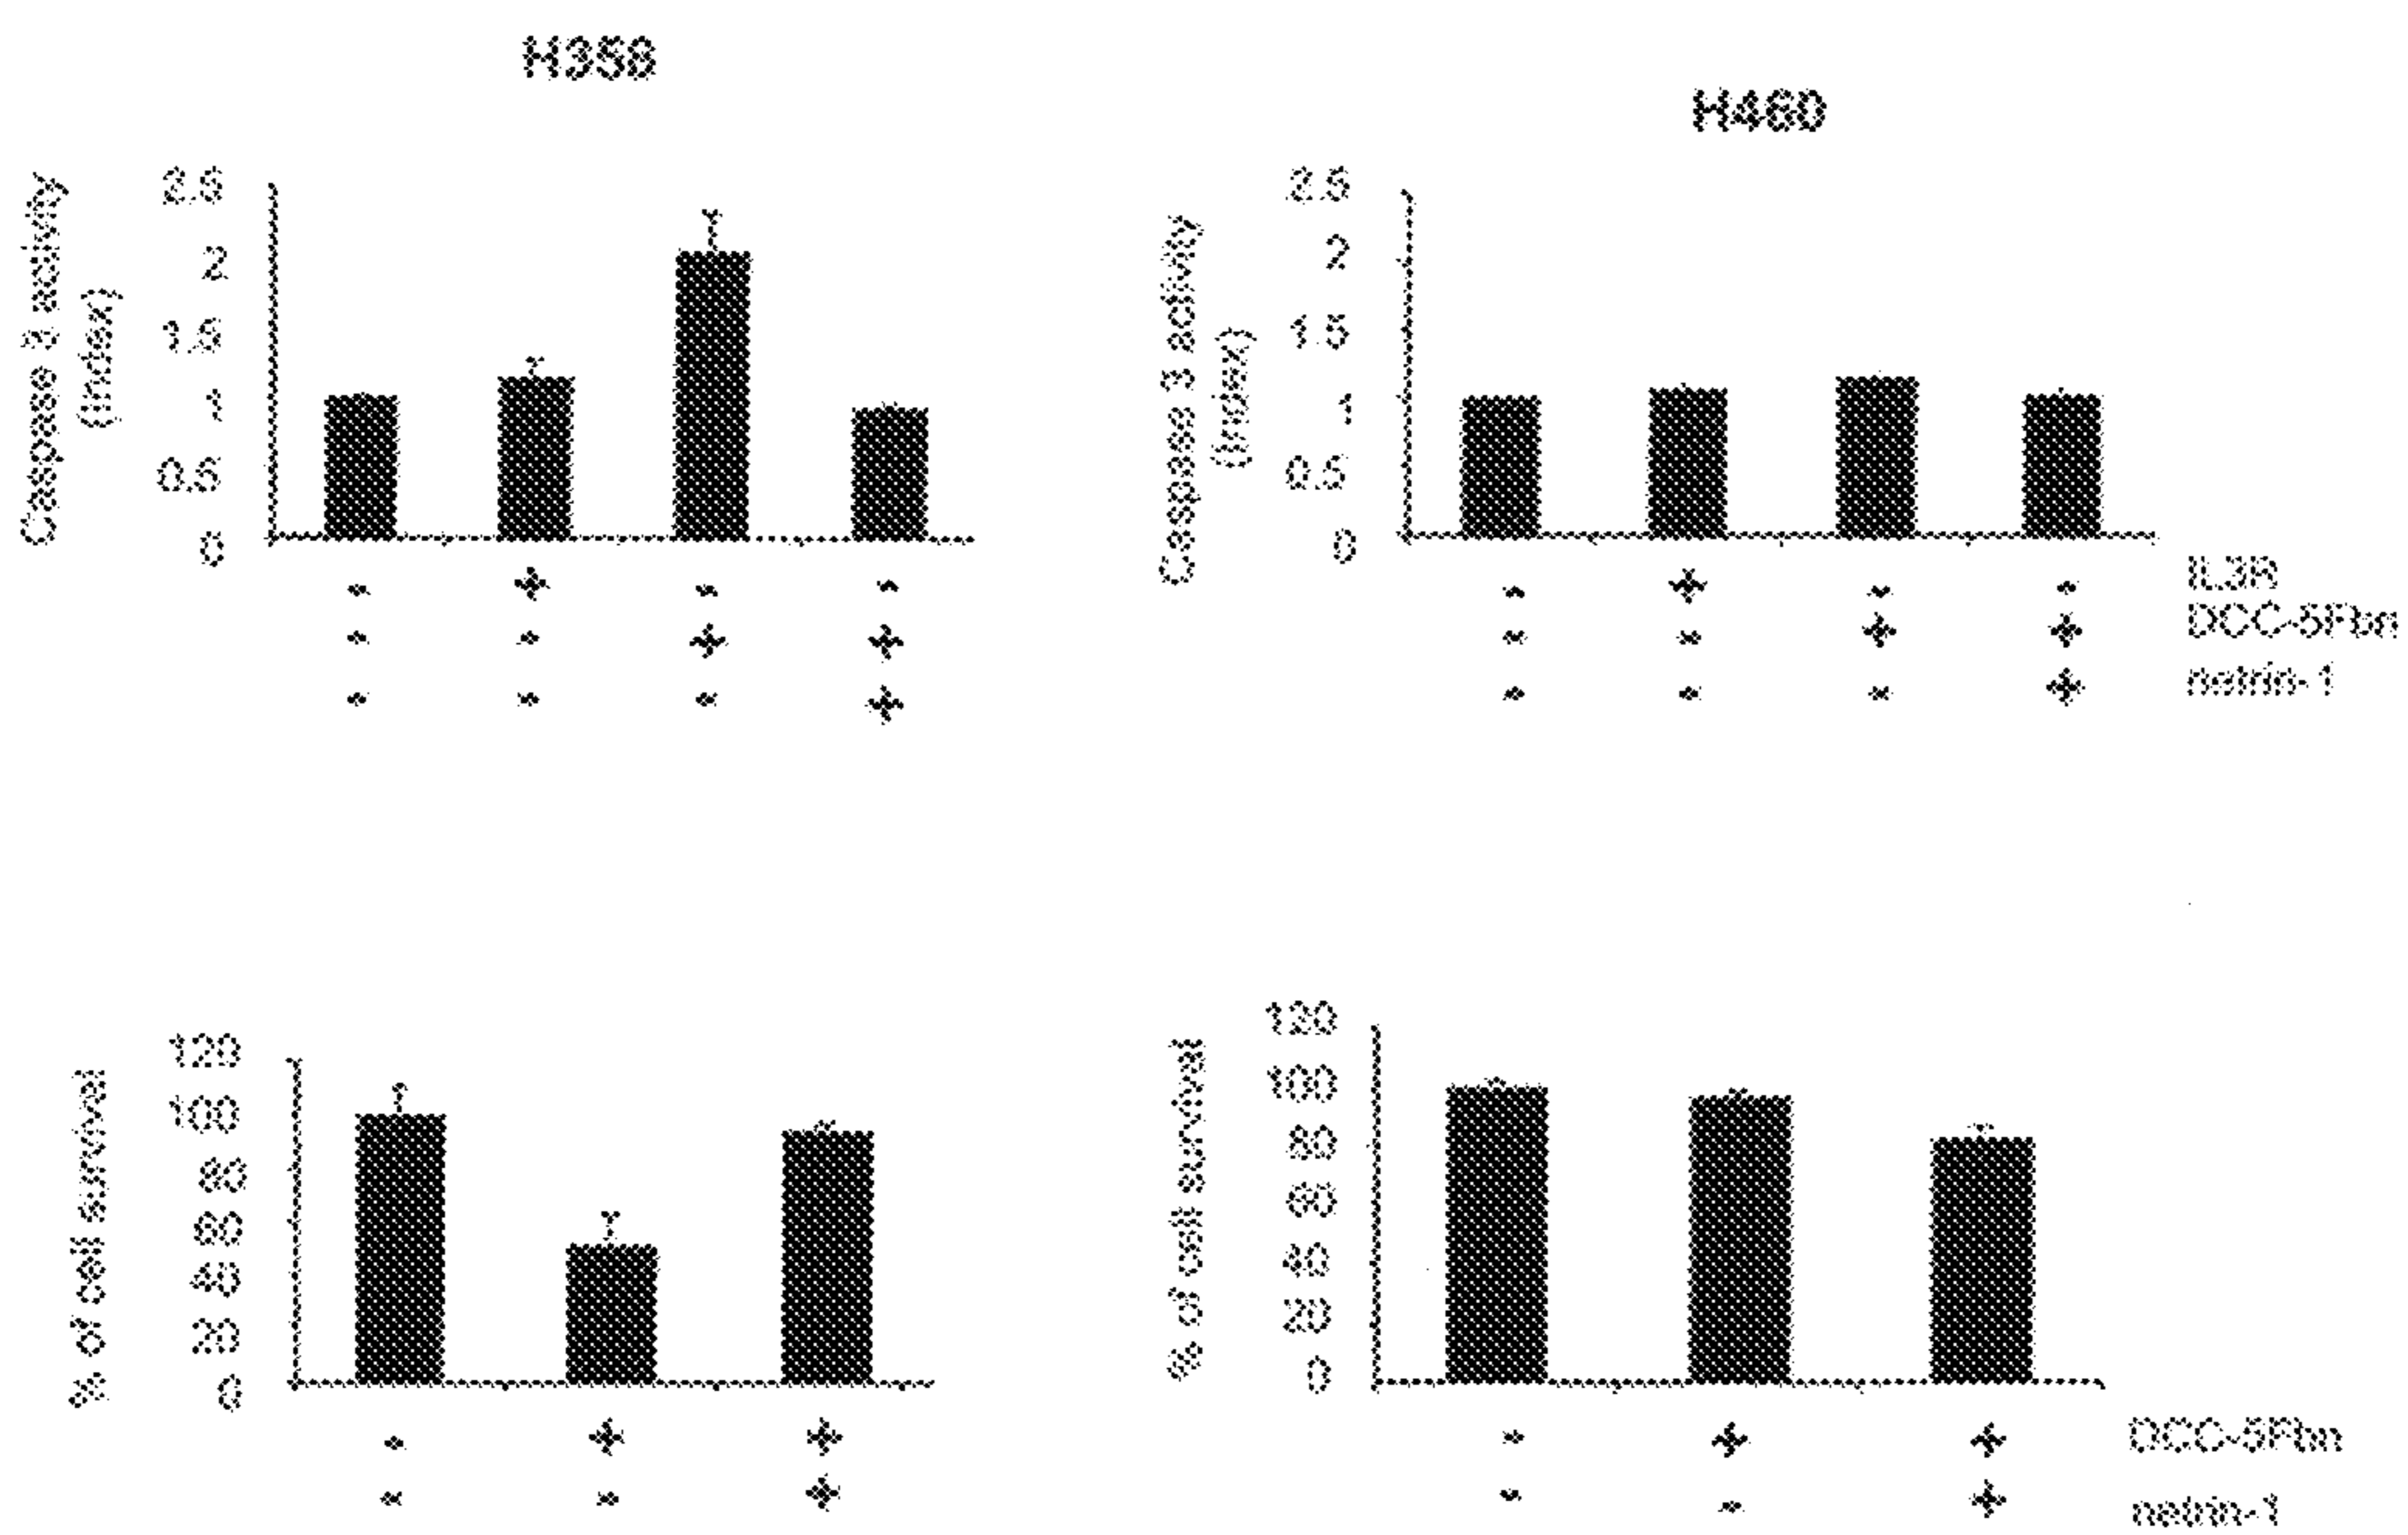 H358
Caspase 3 activity
(index)
2.5
2
1.5
1
0.5
0
- + - -
- - + +
- - - +
H460
Caspase 3 activity
(index)
2.5
2
1.5
1
0.5
0
- + - - IL3R
- - + + DCC-5Fbn
- - - + netrin-1
% of cell survival
120
100
80
60
40
20
0
- + +
- - +
% of cell survival
120
100
80
60
40
20
0
- + + DCC-5Fbn
- - + netrin-1